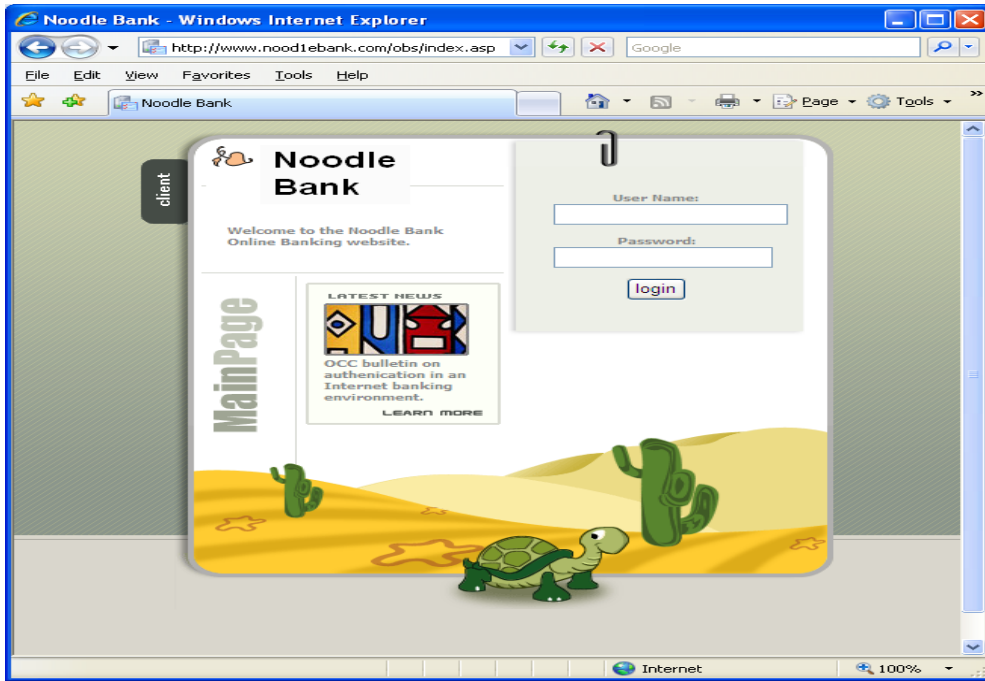 Noodle Bank - Windows Internet Explorer
http://www.nood1ebank.com/obs/index.asp
Google
File Edit View Favorites Tools Help
Noodle Bank
Page
Tools
»
client
Noodle
Bank
Welcome to the Noodle Bank
Online Banking website.
User Name:
Password:
login
MainPage
LATEST NEWS
OCC bulletin on
authenication in an
Internet banking
environment.
LEARN MORE
Internet
100%